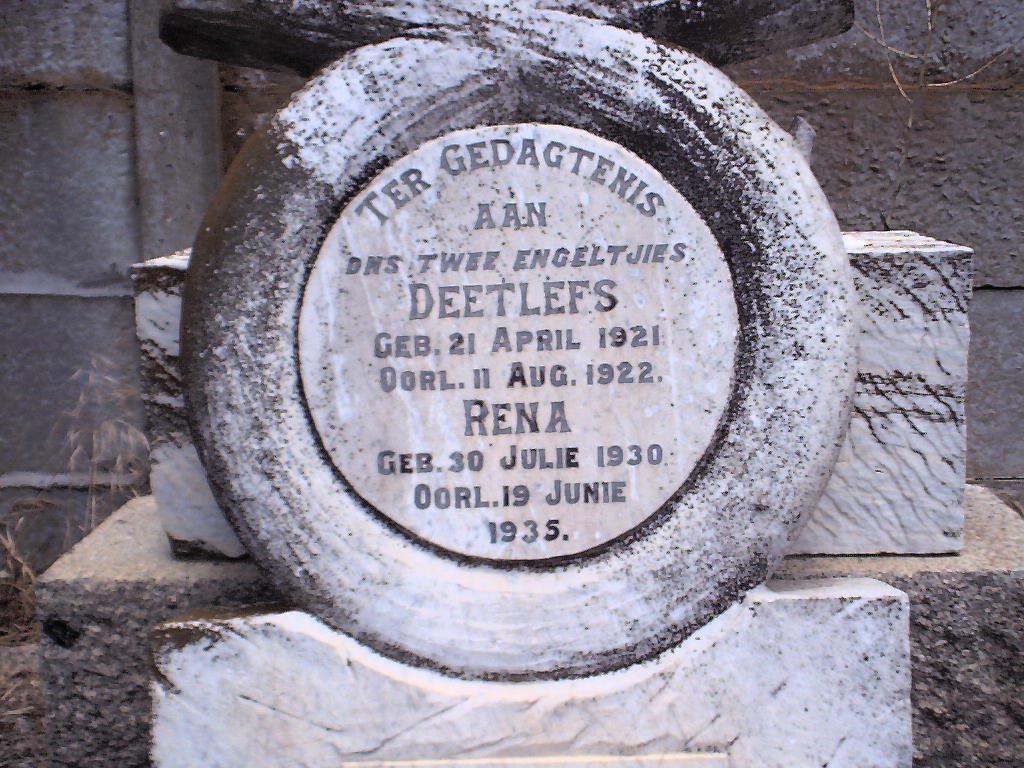 TER GEDAGTENIS
AAN
ONS TWEE ENGELTJIES
DEETLEFS
GEB. 21 APRIL 1921
OORL. 11 AUG. 1922.
RENA
GEB. 30 JULIE 1930
OORL. 19 JUNIE
1935.